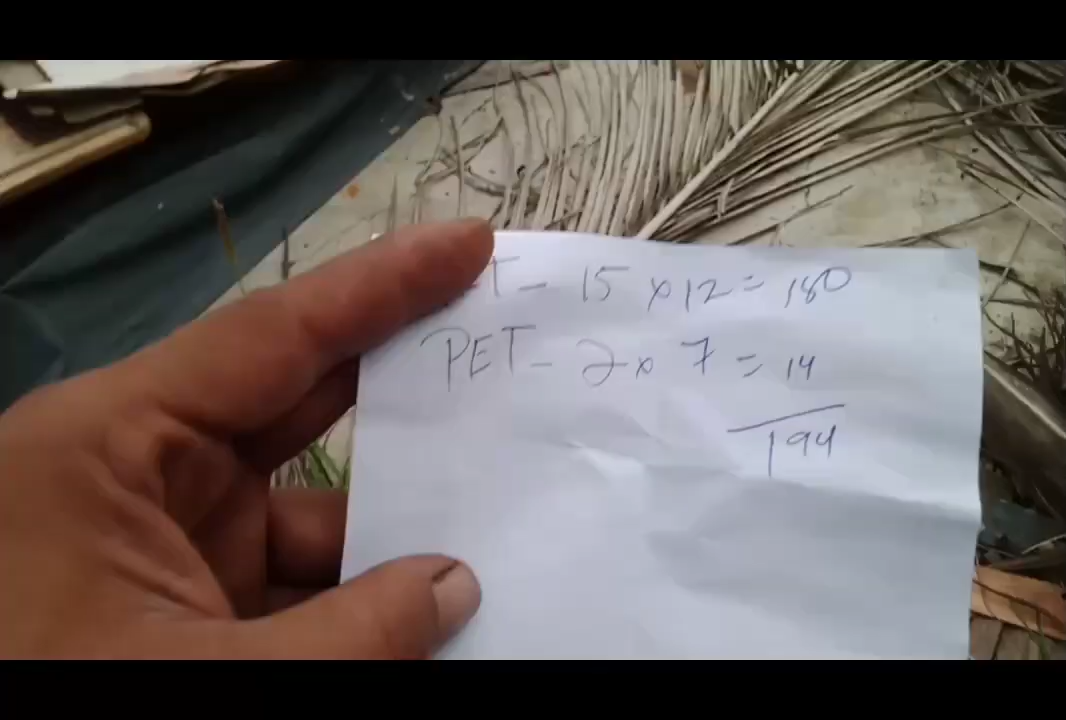 T - 15 x 12 = 180
PET - 2 x 7 = 14
194